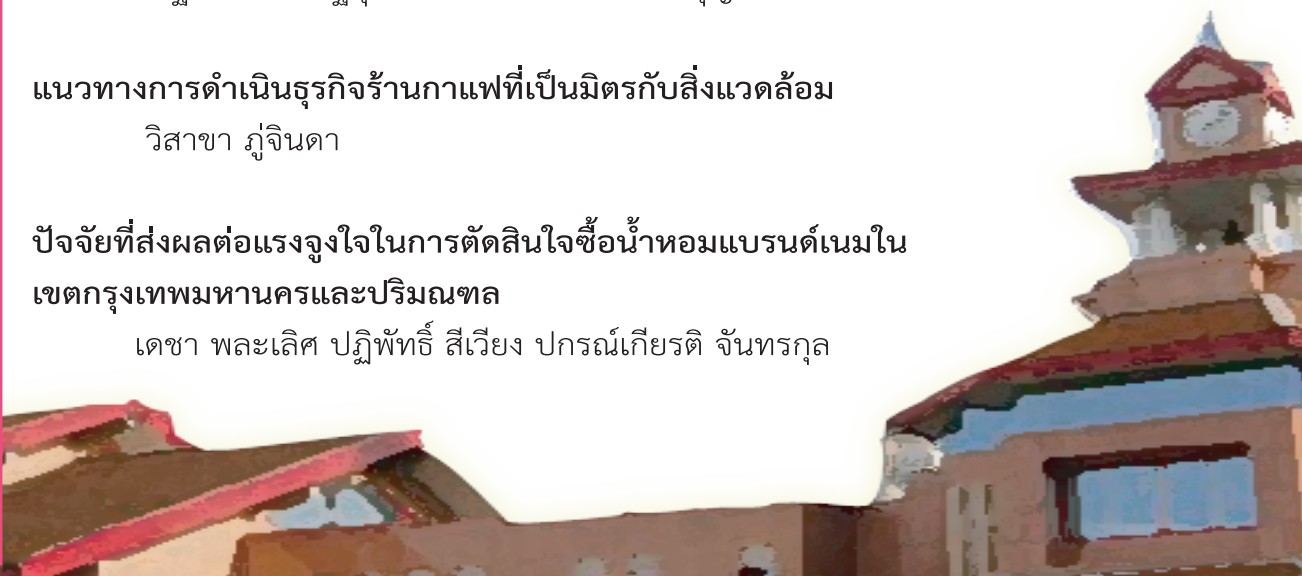 แนวทางการดำเนินธุรกิจร้านกาแฟที่เป็นมิตรกับสิ่งแวดล้อม
วิสาขา ภู่จินดา
ปัจจัยที่ส่งผลต่อแรงจูงใจในการตัดสินใจซื้อน้ำหอมแบรนด์เนมใน
เขตกรุงเทพมหานครและปริมณฑล
เดชา พละเลิศ ปฏิพัทธิ์ สีเวียง ปกรณ์เกียรติ จันทรกุล